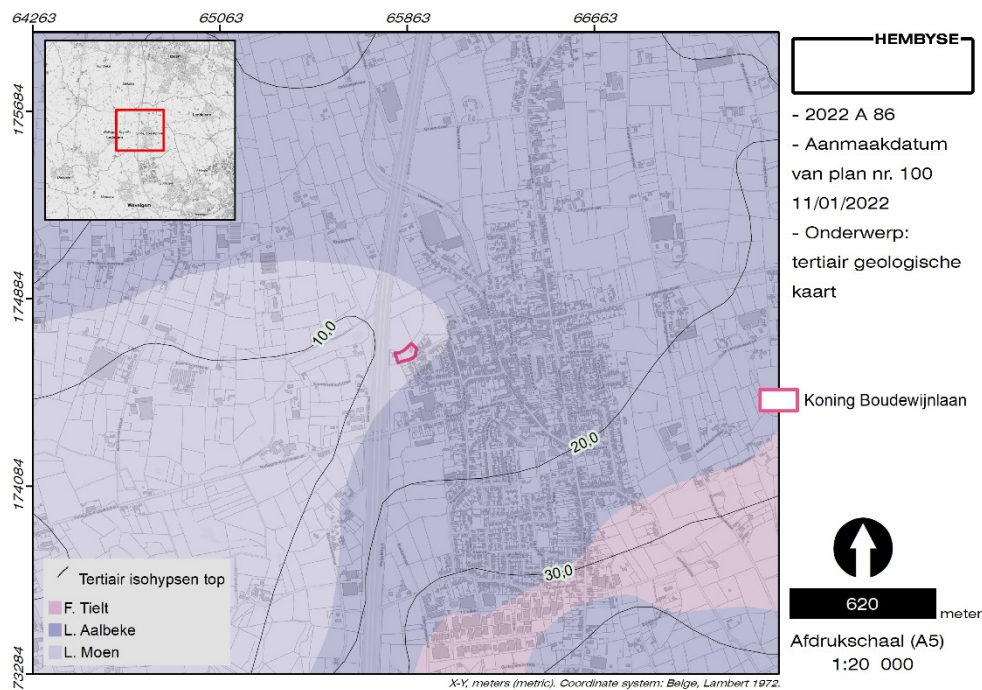 64263
65063
65863
66663
175684
174884
174084
73284
Wevelgem
10,0
20,0
30,0
Tertiair isohypsen top
F. Tielt
L. Aalbeke
L. Moen
X-Y, meters (metric). Coordinate system: Belge, Lambert 1972.
HEMBYSE
- 2022 A 86
- Aanmaakdatum
van plan nr. 100
11/01/2022
- Onderwerp:
tertiair geologische
kaart
Koning Boudewijnlaan
620
meter
Afdrukschaal (A5)
1:20 000